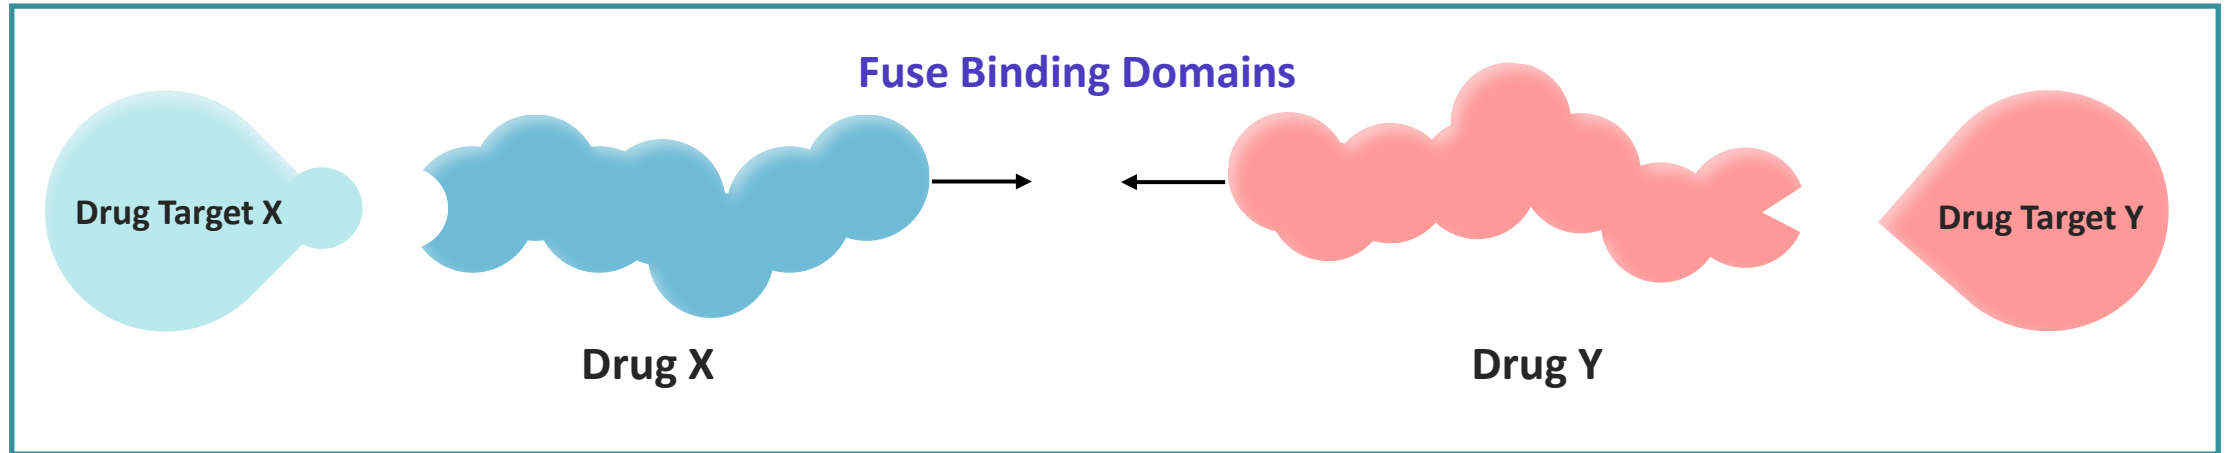 Fuse Binding Domains
Drug Target X
Drug Target Y
Drug X
Drug Y